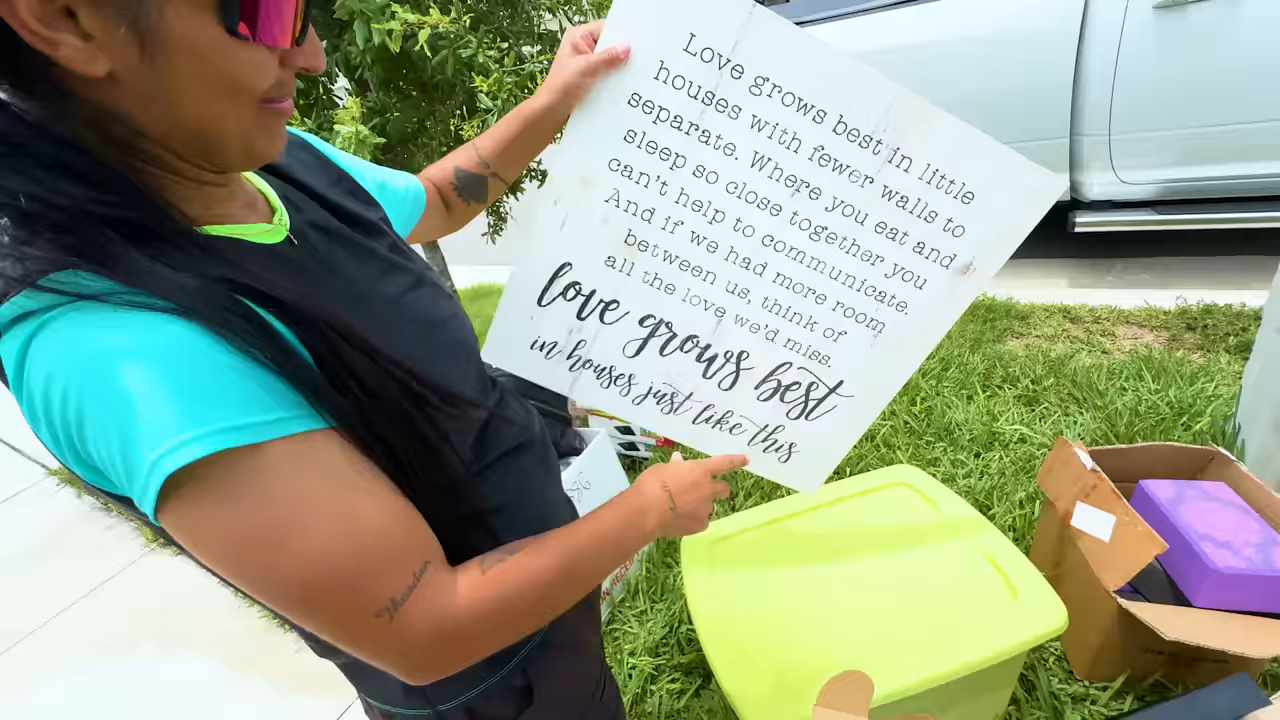 Love grows best in little
houses with fewer walls to
separate. Where you eat and
sleep so close together you
can't help to communicate.
And if we had more room
between us, think of
all the love we'd miss.
love grows best
in houses just like this